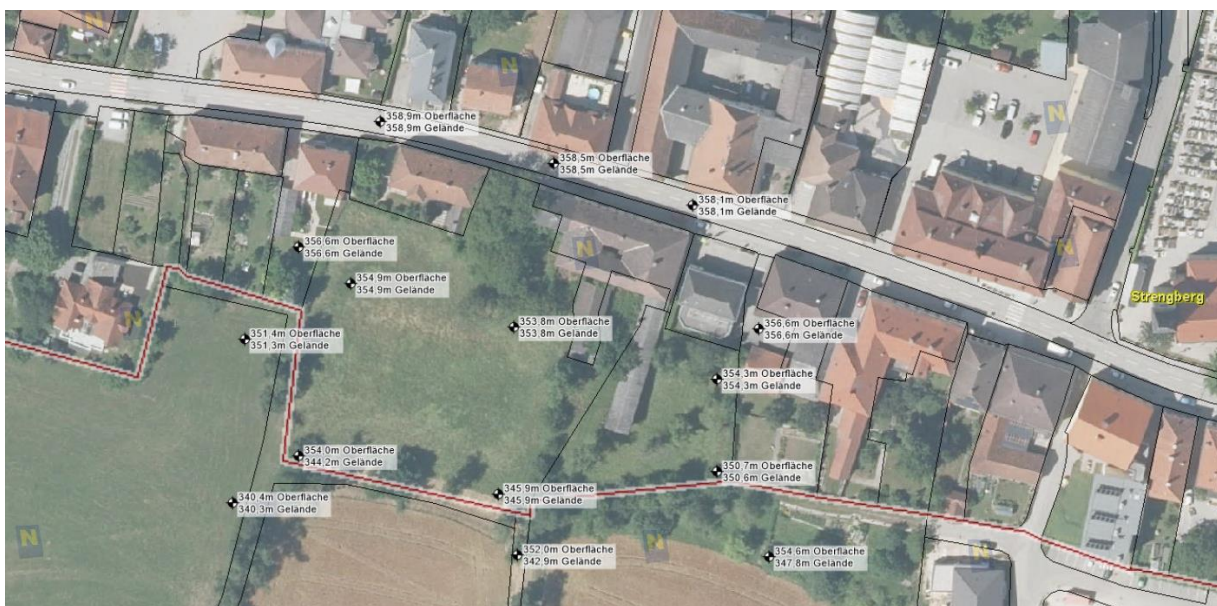 358,9m Oberfläche
358,9m Gelände
358,5m Oberfläche
358,5m Gelände
358,1m Oberfläche
358,1m Gelände
356,6m Oberfläche
356,6m Gelände
354,9m Oberfläche
354,9m Gelände
Strengberg
353,8m Oberfläche
353,8m Gelände
356,6m Oberfläche
356,6m Gelände
351,4m Oberfläche
351,3m Gelände
354,3m Oberfläche
354,3m Gelände
354,0m Oberfläche
344,2m Gelände
350,7m Oberfläche
350,6m Gelände
345,9m Oberfläche
345,9m Gelände
340,4m Oberfläche
340,3m Gelände
352,0m Oberfläche
342,9m Gelände
354,6m Oberfläche
347,8m Gelände
N
N
N
N
N
N
N
N